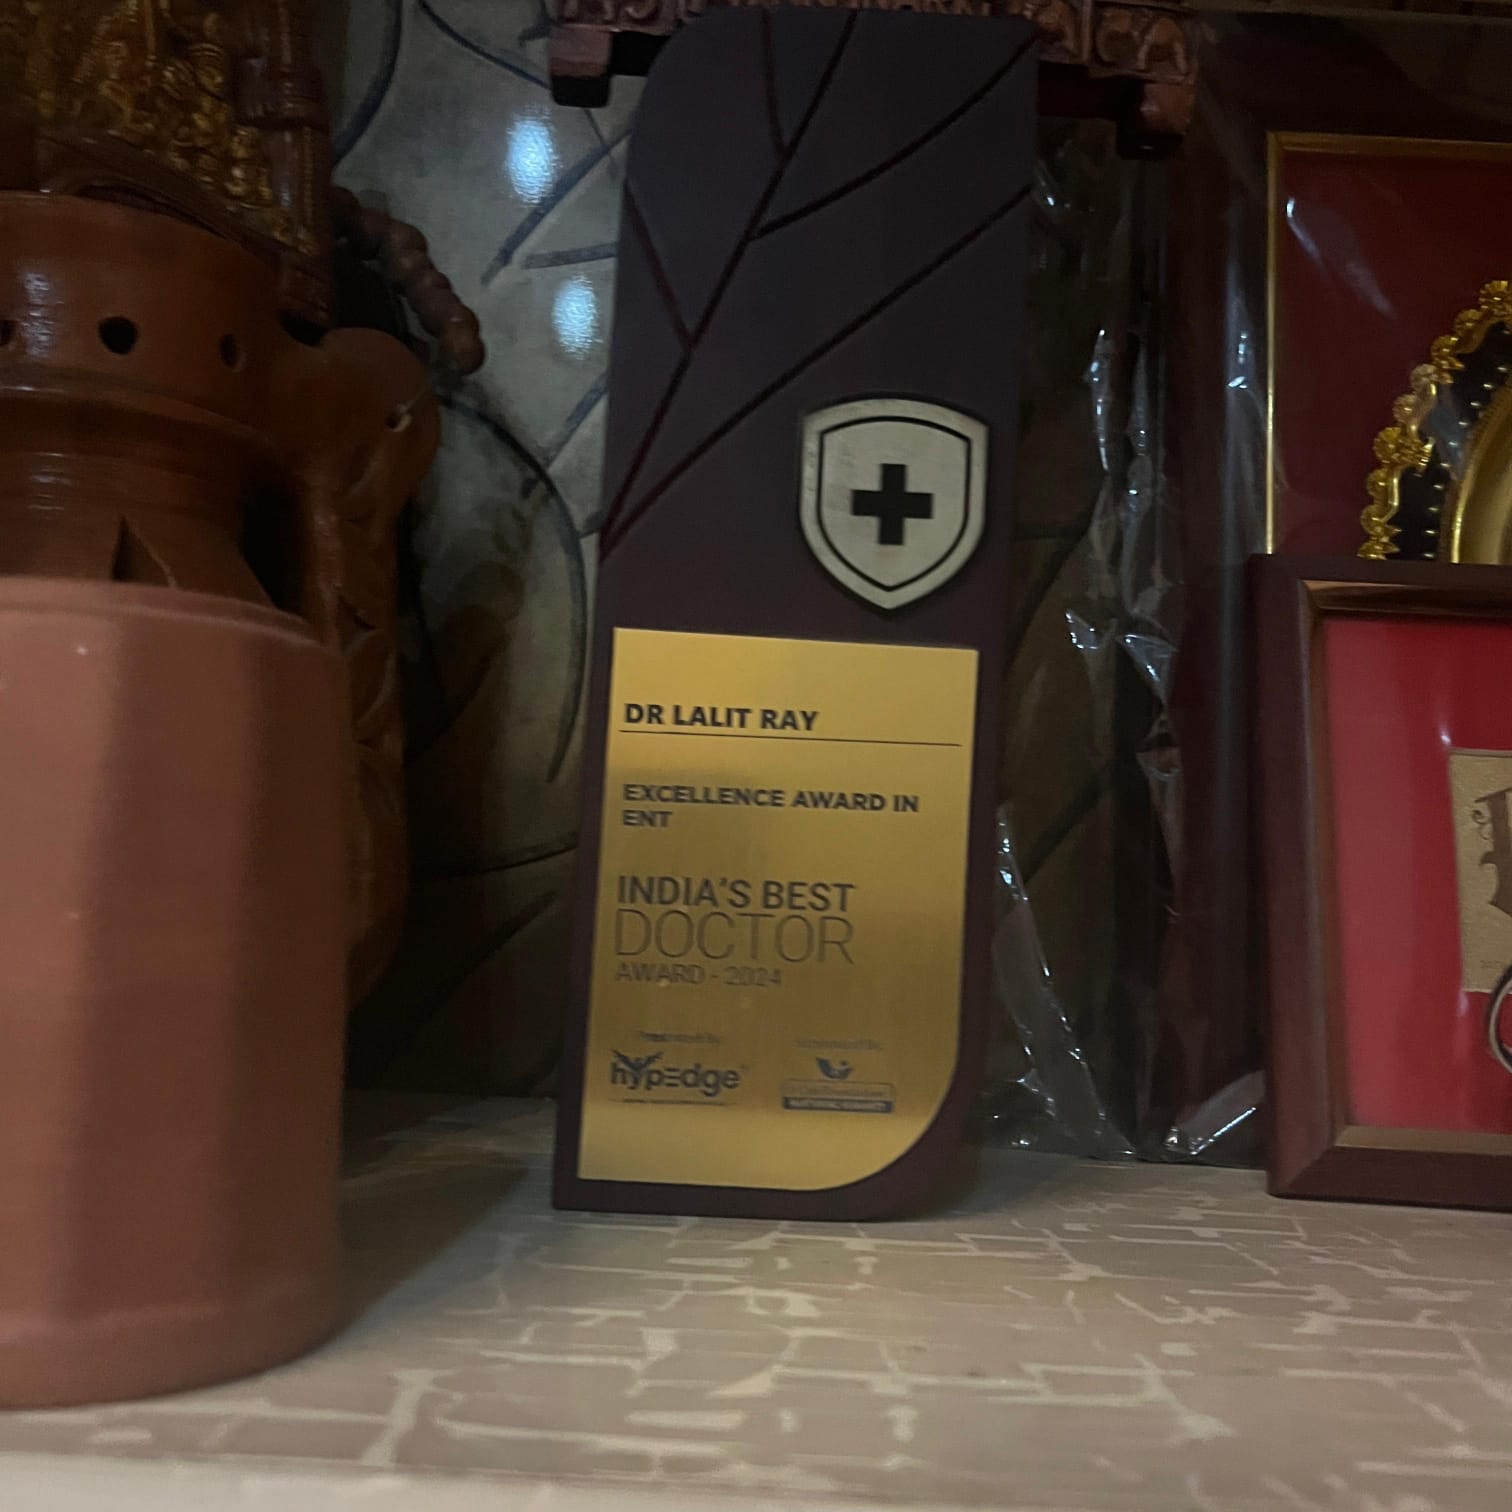 DR LALIT RAY
EXCELLENCE AWARD IN
ENT
INDIA'S BEST
DOCTOR
AWARD - 2024
hypedge